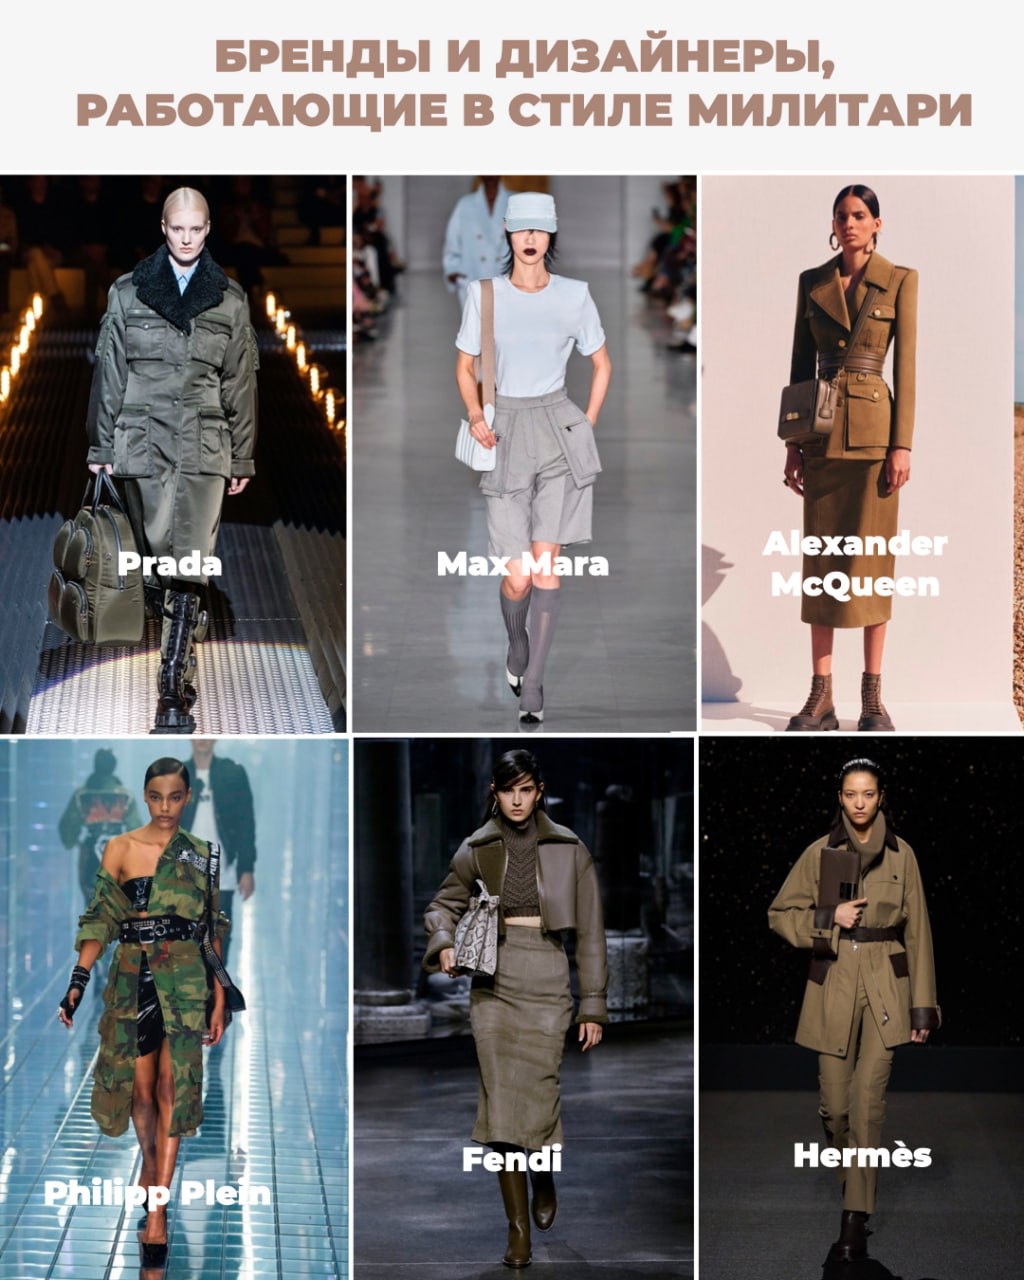 БРЕНДЫ И ДИЗАЙНЕРЫ,
РАБОТАЮЩИЕ В СТИЛЕ МИЛИТАРИ
Prada
Max Mara
Alexander
McQueen
Philipp Plein
Fendi
Hermès